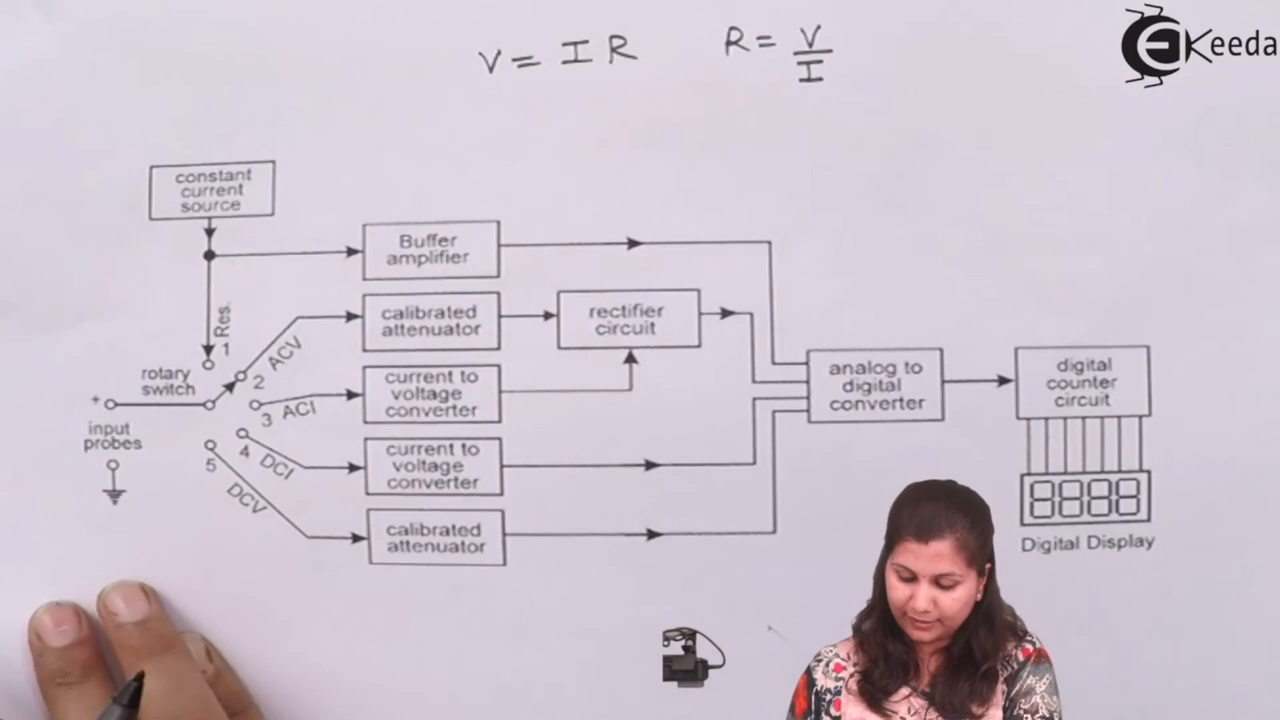 V = I R R = V/I
EKeeda
constant
current
source
Buffer
amplifier
Res.
1
calibrated
attenuator
rectifier
circuit
ACV
2
rotary
switch
current to
voltage
converter
analog to
digital
converter
digital
counter
circuit
+
3 ACI
input
probes
4 DCI
current to
voltage
converter
5
DCV
calibrated
attenuator
8888
Digital Display